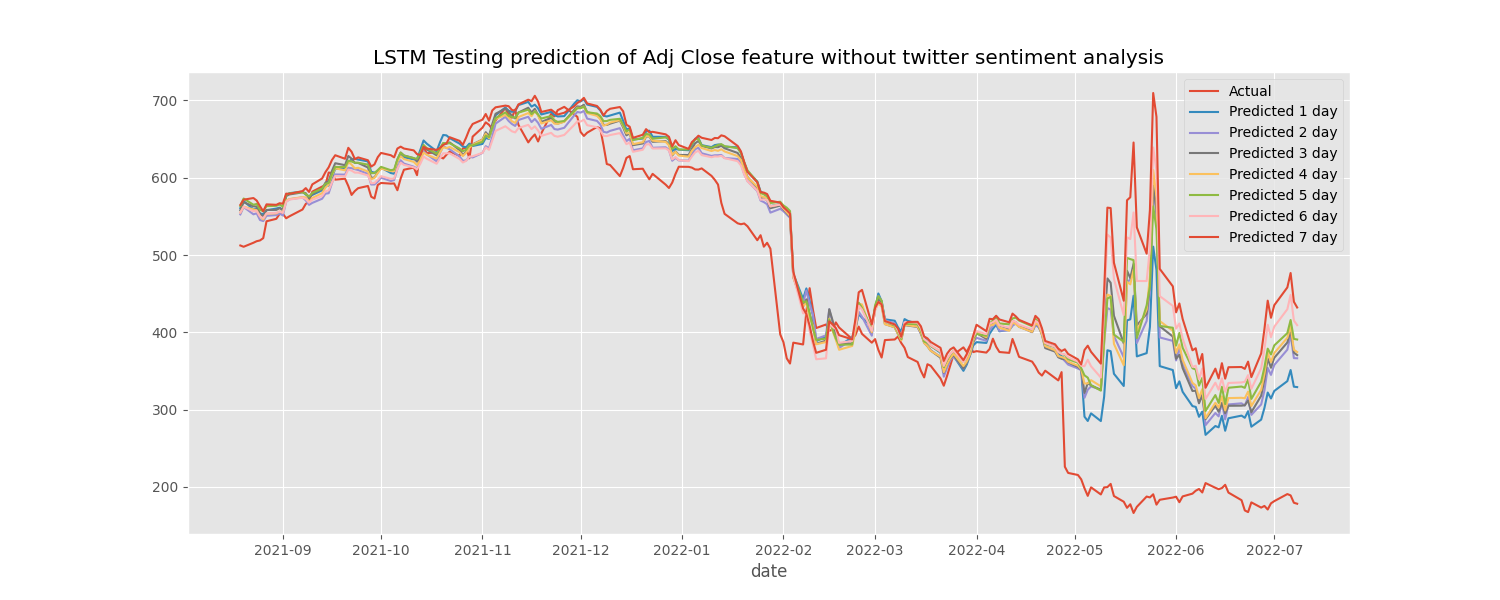 LSTM Testing prediction of Adj Close feature without twitter sentiment analysis
700
600
500
400
300
200
Actual
Predicted 1 day
Predicted 2 day
Predicted 3 day
Predicted 4 day
Predicted 5 day
Predicted 6 day
Predicted 7 day
2021-09 2021-10 2021-11 2021-12 2022-01 2022-02 2022-03 2022-04 2022-05 2022-06 2022-07
date